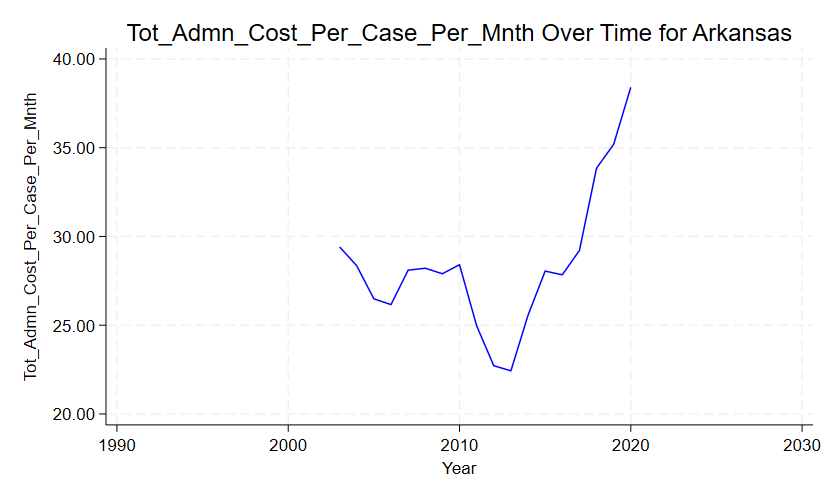 Tot_Admn_Cost_Per_Case_Per_Mnth Over Time for Arkansas
Tot_Admn_Cost_Per_Case_Per_Mnth
40.00
35.00
30.00
25.00
20.00
1990 2000 2010 2020 2030
Year